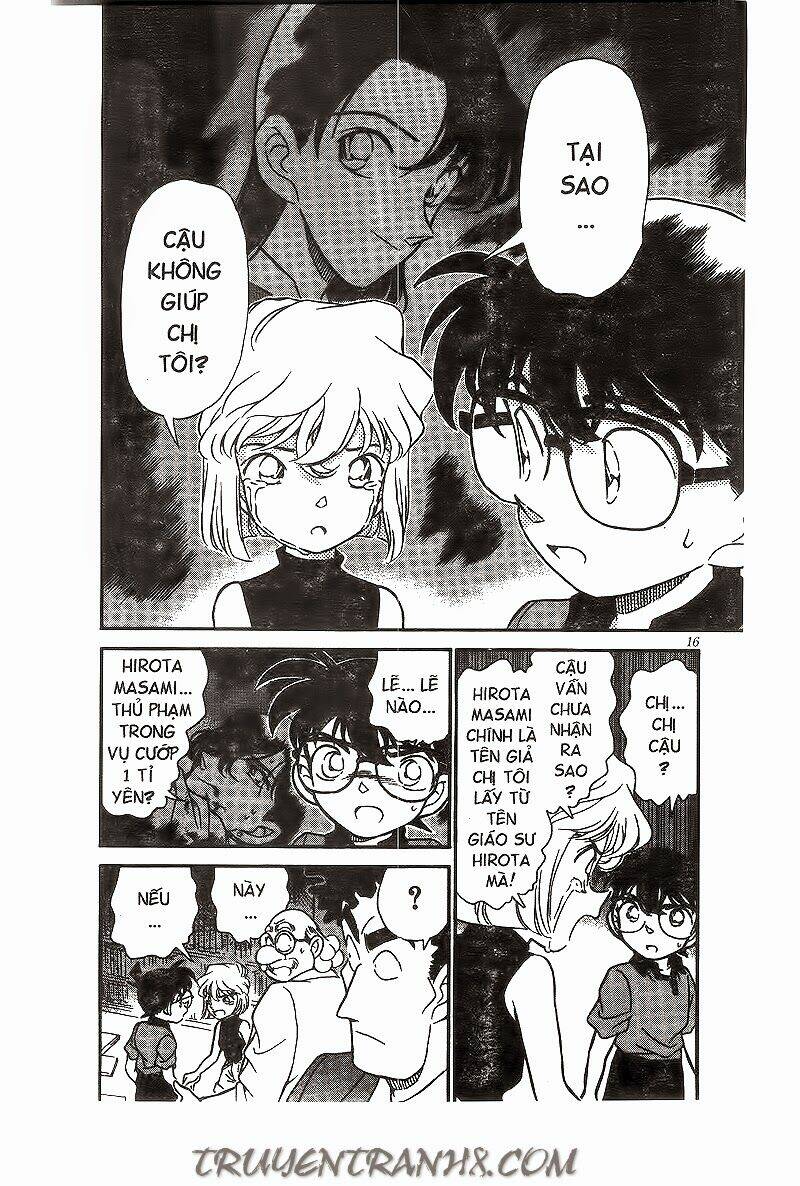 TẠI
SAO
...
CẬU
KHÔNG
GIÚP
CHỊ
TÔI?
16
CHỊ...
CHỊ
CẬU
?
CẬU
VẪN
CHƯA
NHẬN
RA
SAO
?
HIROTA
MASAMI
CHÍNH LÀ
TÊN GIẢ
CHỊ TÔI
LẤY TỪ
TÊN
GIÁO SƯ
HIROTA
MÀ!
LẼ... LẼ
NÀO...
HIROTA
MASAMI...
THỦ PHẠM
TRONG
VỤ CƯỚP
1 TỈ
YÊN?
?
NÀY
...
NẾU
...
TRUYENTRANH8.COM